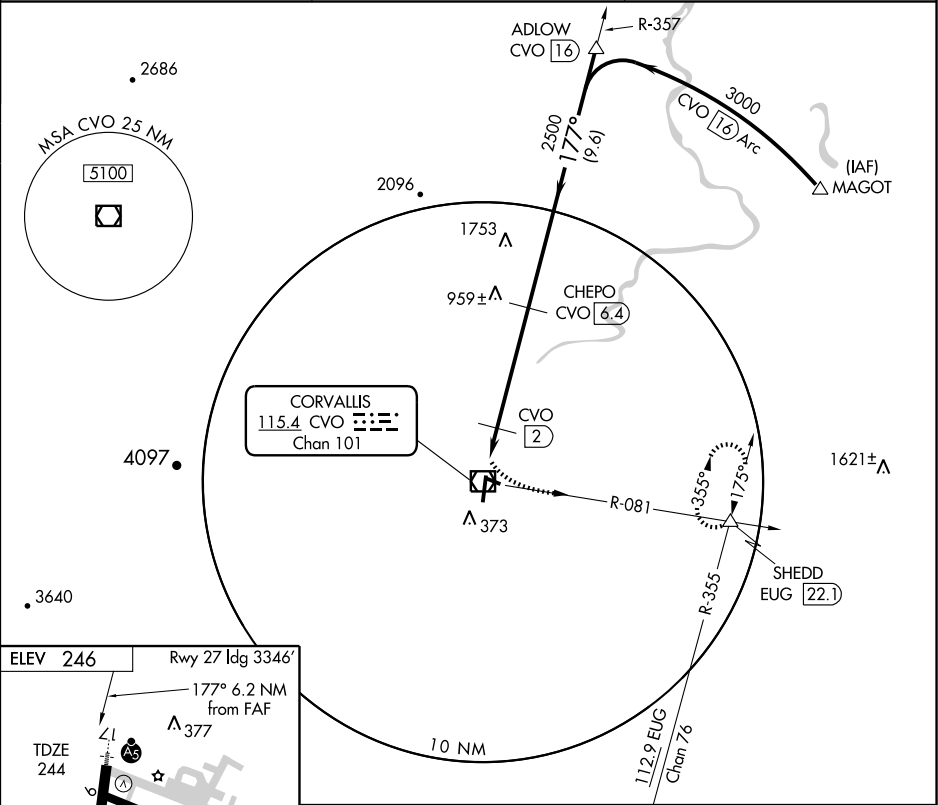 ADLOW
CVO 16
R-357
2686
MSA CVO 25 NM
5100
3000
CVO 16 Arc
(IAF)
MAGOT
2500
177°
(9.6)
2096
1753
959±
CHEPO
CVO 6.4
CORVALLIS
115.4 CVO
Chan 101
CVO
2
4097
1621±
355°
175°
R-081
373
SHEDD
EUG 22.1
R-355
3640
112.9 EUG
Chan 76
10 NM
ELEV 246
Rwy 27 ldg 3346'
177° 6.2 NM
from FAF
377
17
A5
TDZE
244
9